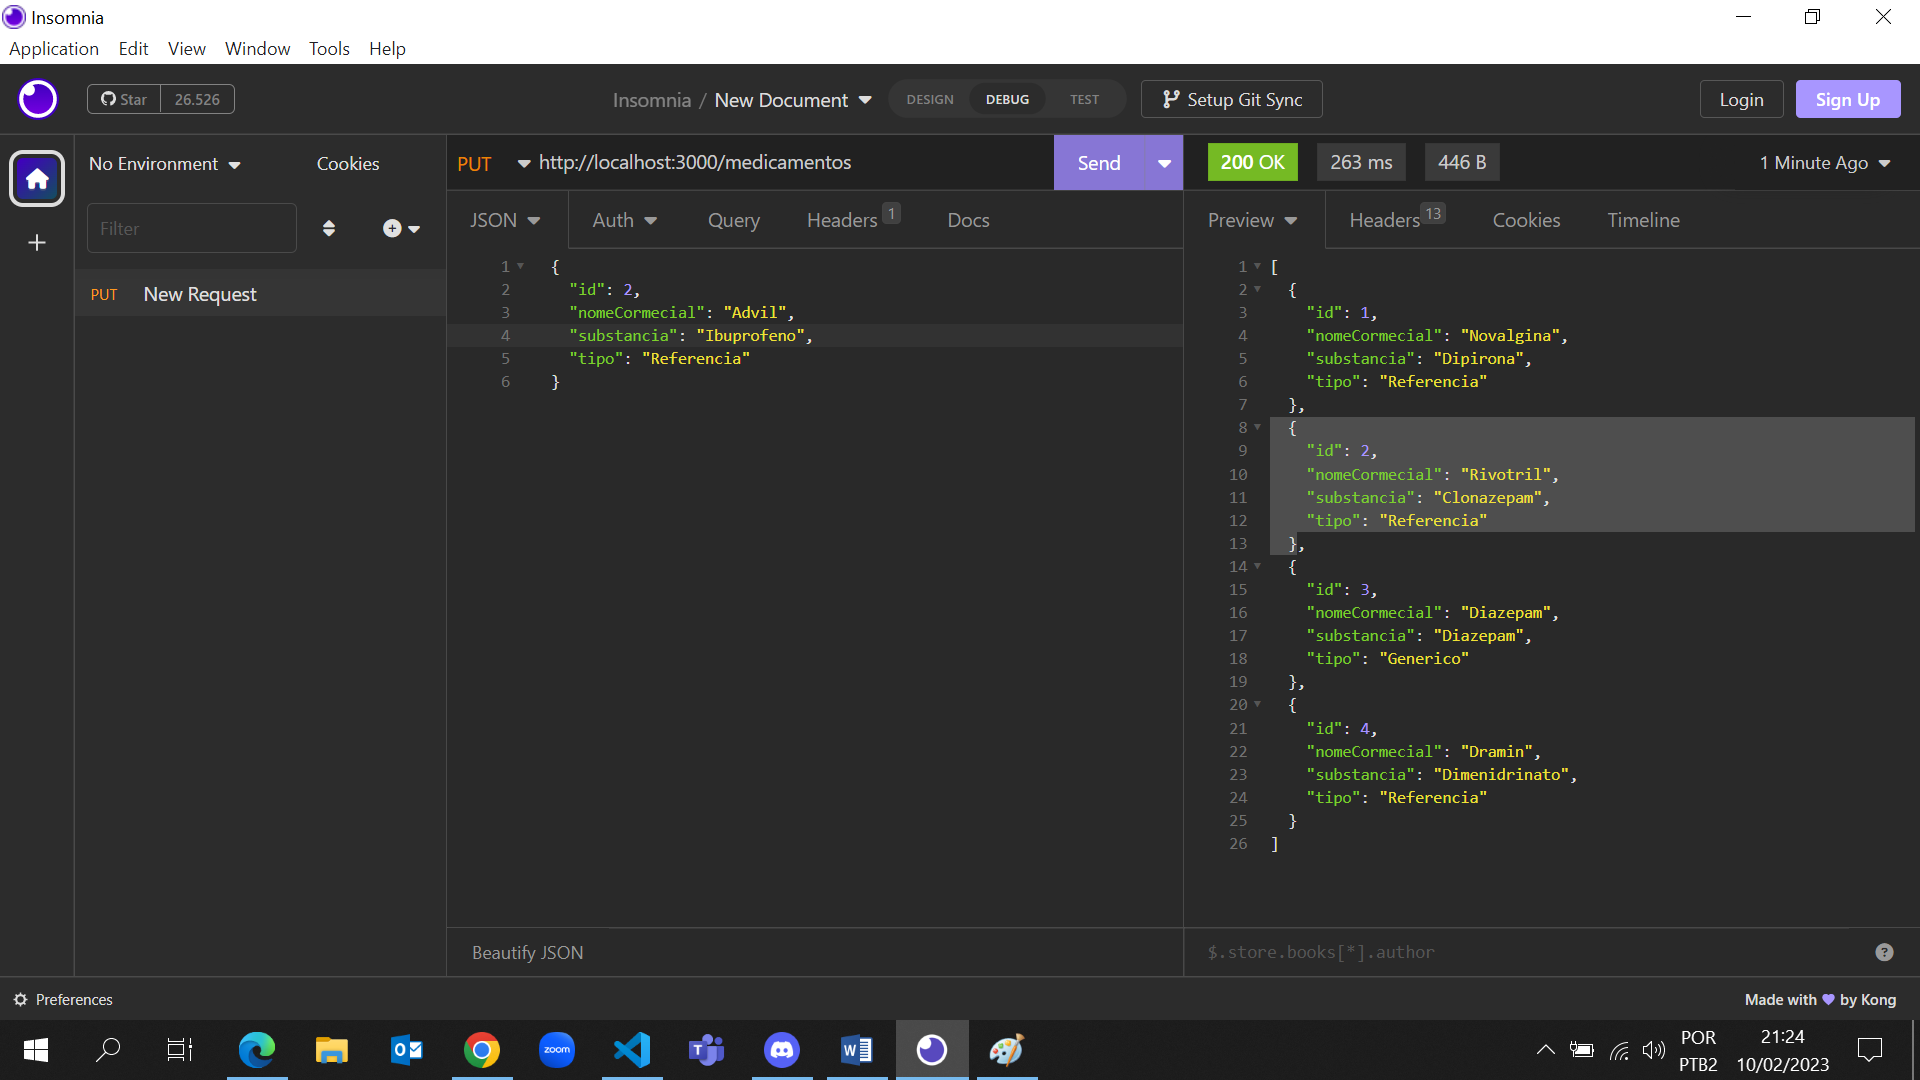 Insomnia
Application Edit View Window Tools Help
Star 26.526
Insomnia / New Document
DESIGN DEBUG TEST
Setup Git Sync
Login
Sign Up
No Environment Cookies
Filter
PUT New Request
PUT http://localhost:3000/medicamentos Send
JSON Auth Query Headers 1 Docs
1 {
2 "id": 2,
3 "nomeCormecial": "Advil",
4 "substancia": "Ibuprofeno",
5 "tipo": "Referencia"
6 }
Beautify JSON
200 OK 263 ms 446 B 1 Minute Ago
Preview Headers 13 Cookies Timeline
1 [
2 {
3 "id": 1,
4 "nomeCormecial": "Novalgina",
5 "substancia": "Dipirona",
6 "tipo": "Referencia"
7 },
8 {
9 "id": 2,
10 "nomeCormecial": "Rivotril",
11 "substancia": "Clonazepam",
12 "tipo": "Referencia"
13 },
14 {
15 "id": 3,
16 "nomeCormecial": "Diazepam",
17 "substancia": "Diazepam",
18 "tipo": "Generico"
19 },
20 {
21 "id": 4,
22 "nomeCormecial": "Dramin",
23 "substancia": "Dimenidrinato",
24 "tipo": "Referencia"
25 }
26 ]
$.store.books[*].author
Preferences
Made with 💜 by Kong
zoom
POR
PTB2
21:24
10/02/2023